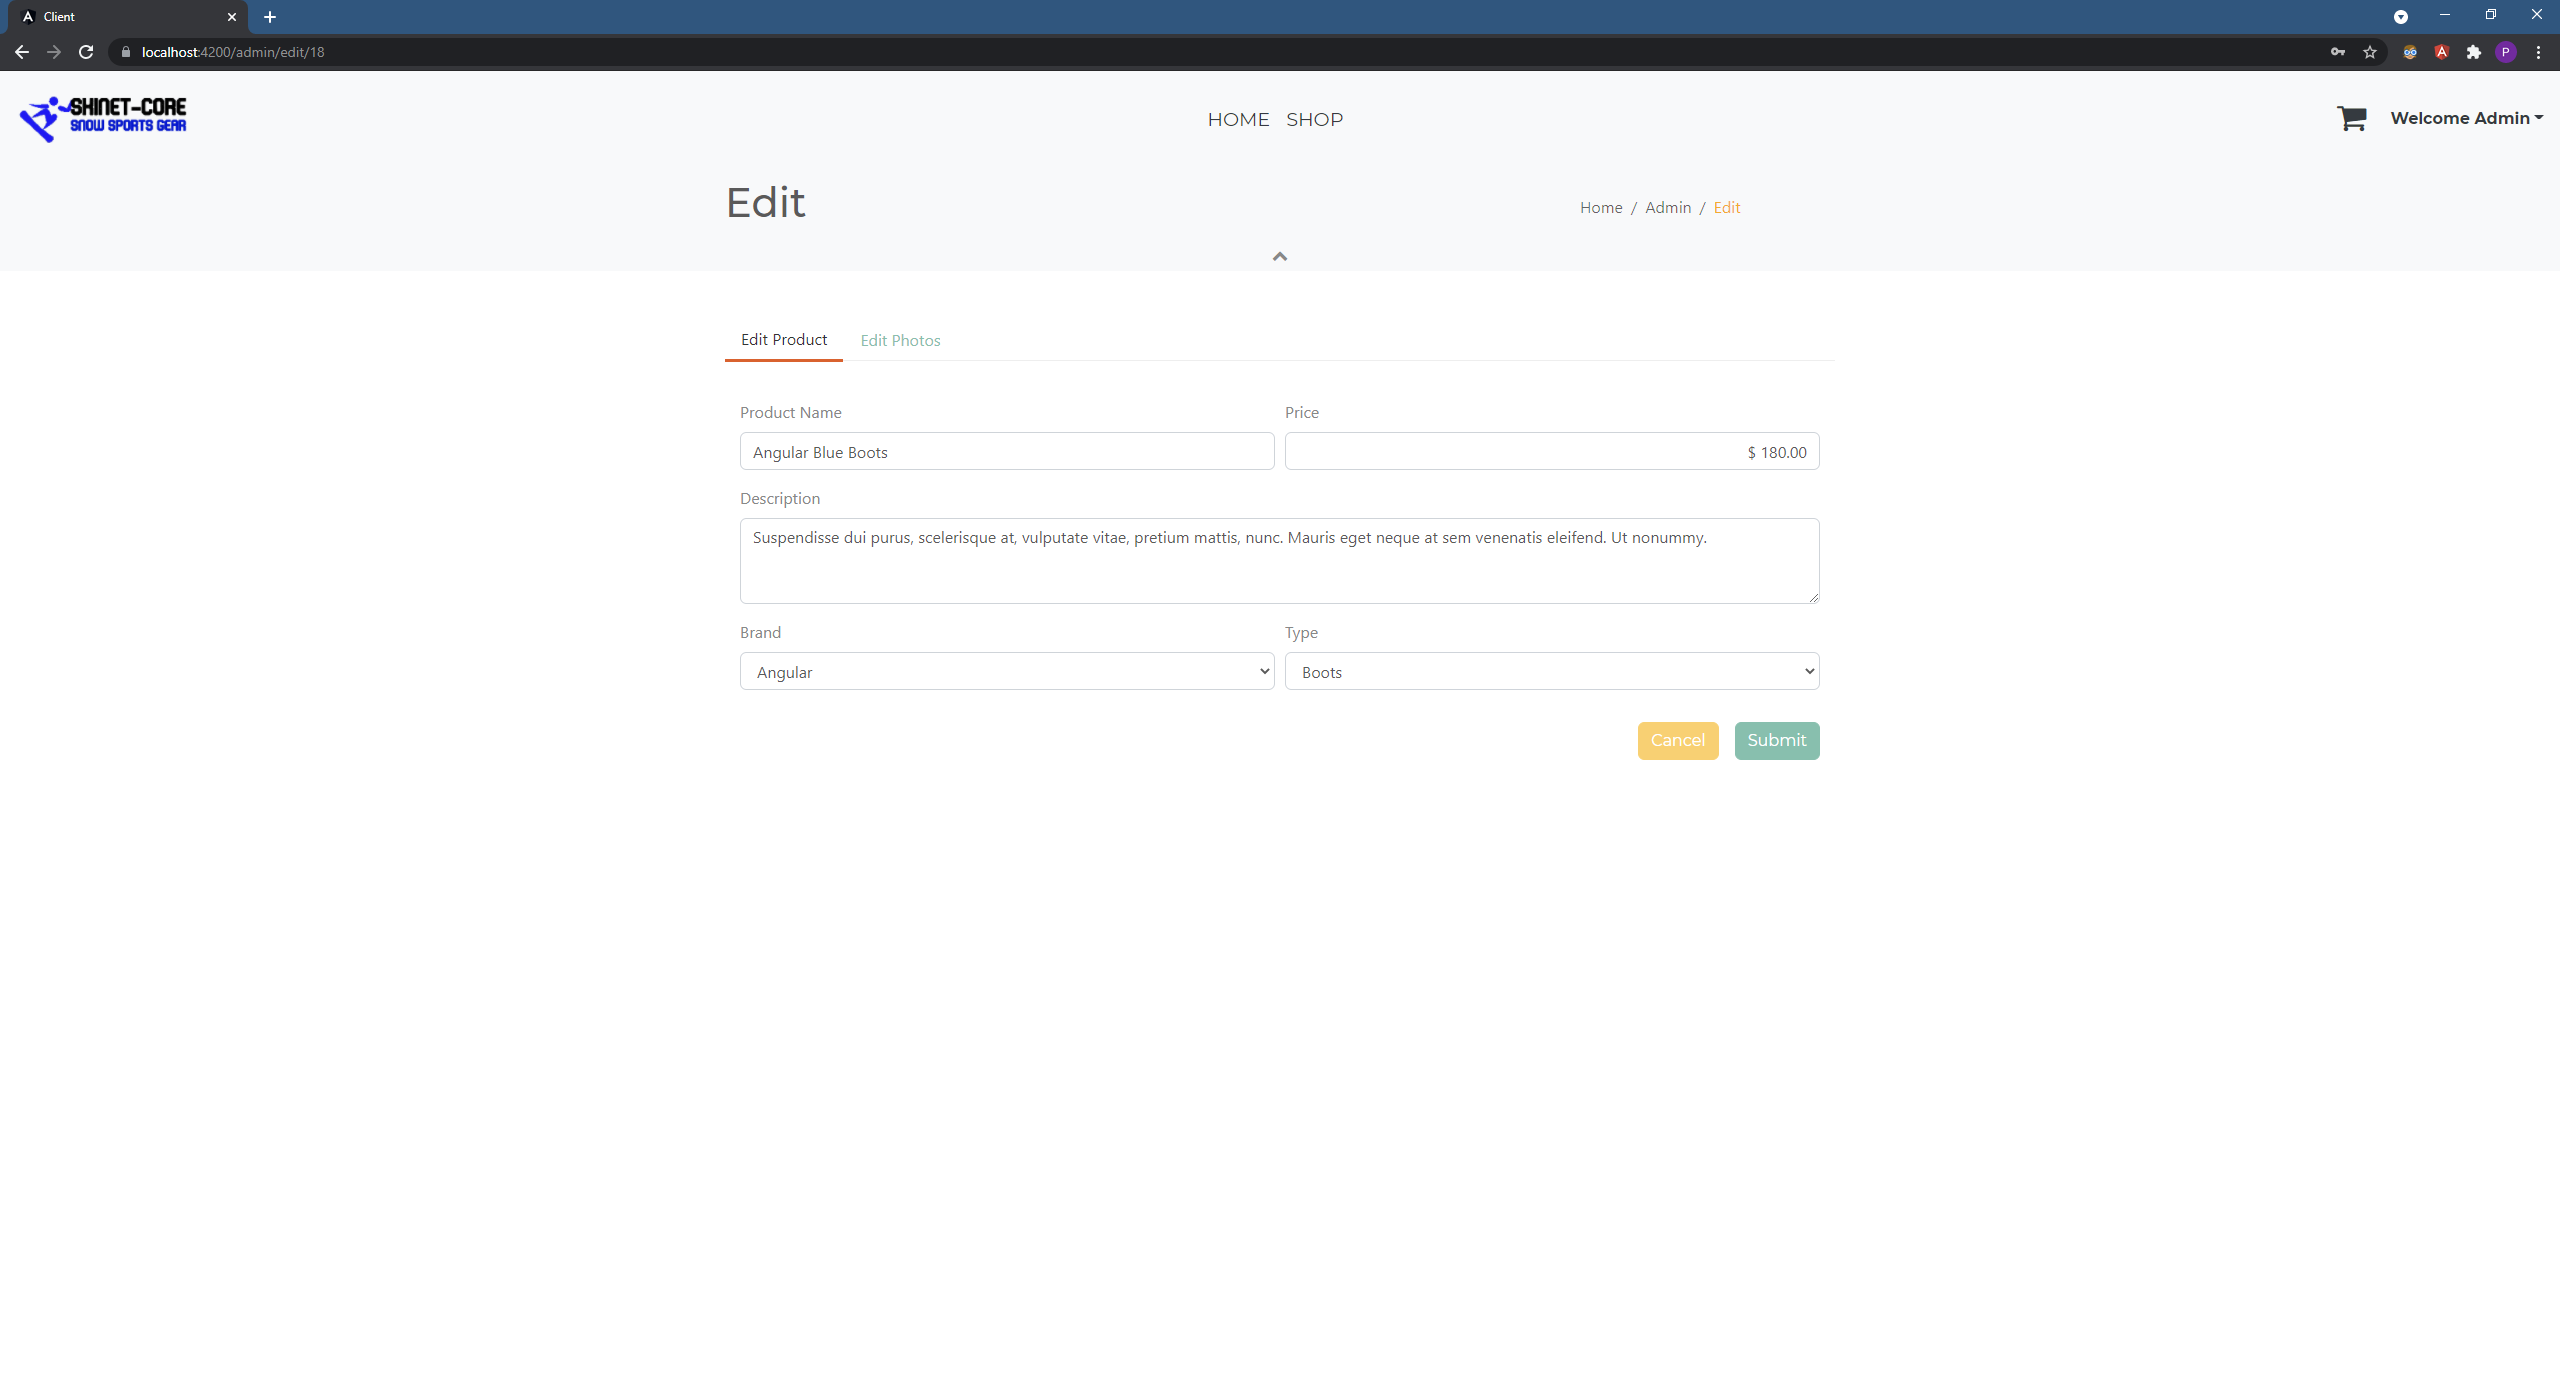 Client
localhost:4200/admin/edit/18
P
SHINET-CORE
SNOW SPORTS GEAR
HOME SHOP
Welcome Admin
Edit
Home / Admin / Edit
Edit Product Edit Photos
Product Name Price
Angular Blue Boots $ 180.00
Description
Suspendisse dui purus, scelerisque at, vulputate vitae, pretium mattis, nunc. Mauris eget neque at sem venenatis eleifend. Ut nonummy.
Brand Type
Angular Boots
Cancel Submit